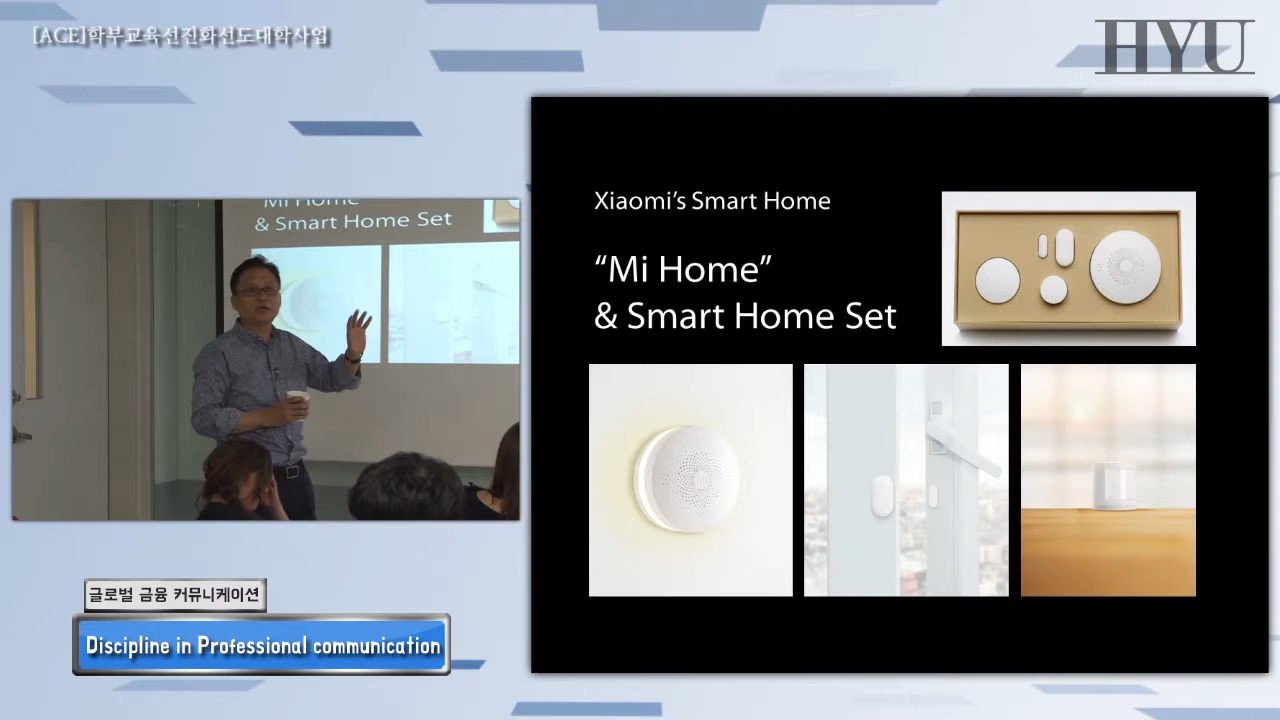 [ACE]학부교육선진화선도대학사업
HYU
Mi Home
& Smart Home Set
Xiaomi’s Smart Home
“Mi Home”
& Smart Home Set
글로벌 금융 커뮤니케이션
Discipline in Professional communication